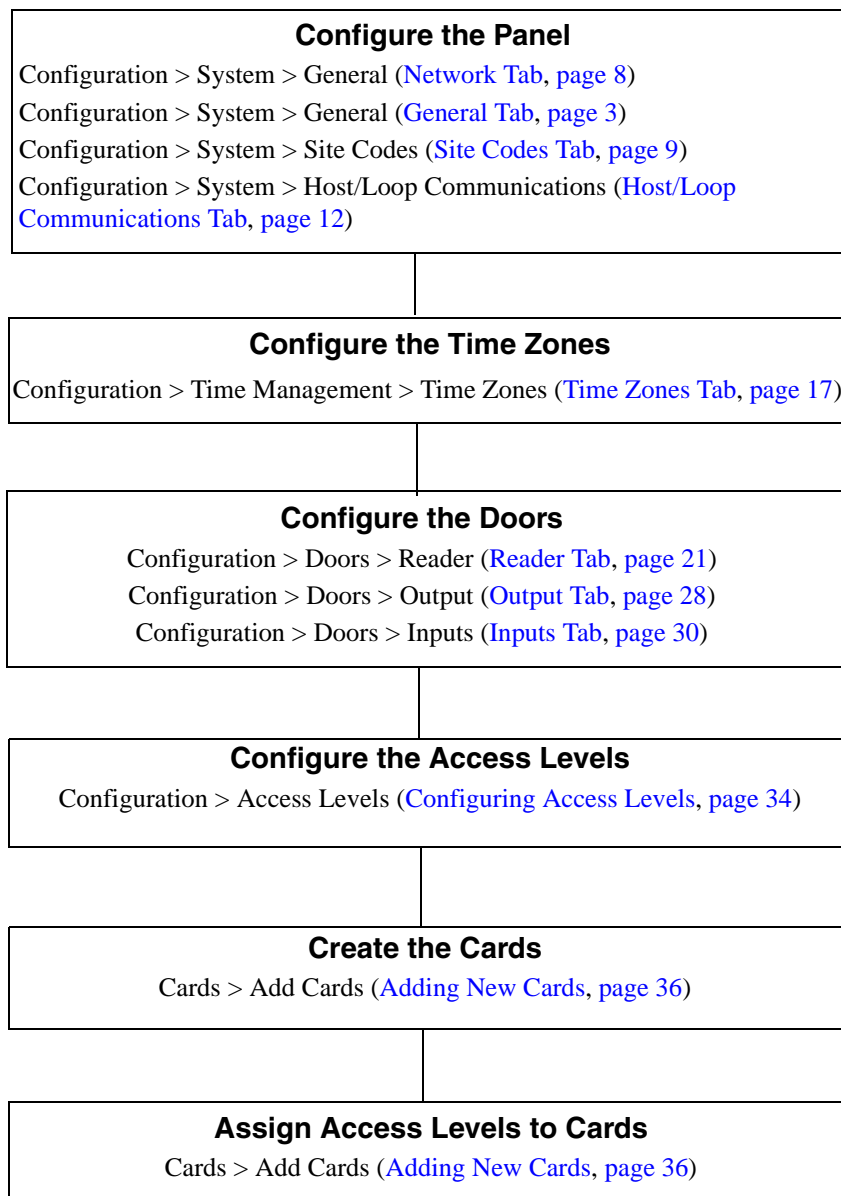 Configure the Panel
Configuration > System > General (Network Tab, page 8)
Configuration > System > General (General Tab, page 3)
Configuration > System > Site Codes (Site Codes Tab, page 9)
Configuration > System > Host/Loop Communications (Host/Loop
Communications Tab, page 12)
Configure the Time Zones
Configuration > Time Management > Time Zones (Time Zones Tab, page 17)
Configure the Doors
Configuration > Doors > Reader (Reader Tab, page 21)
Configuration > Doors > Output (Output Tab, page 28)
Configuration > Doors > Inputs (Inputs Tab, page 30)
Configure the Access Levels
Configuration > Access Levels (Configuring Access Levels, page 34)
Create the Cards
Cards > Add Cards (Adding New Cards, page 36)
Assign Access Levels to Cards
Cards > Add Cards (Adding New Cards, page 36)